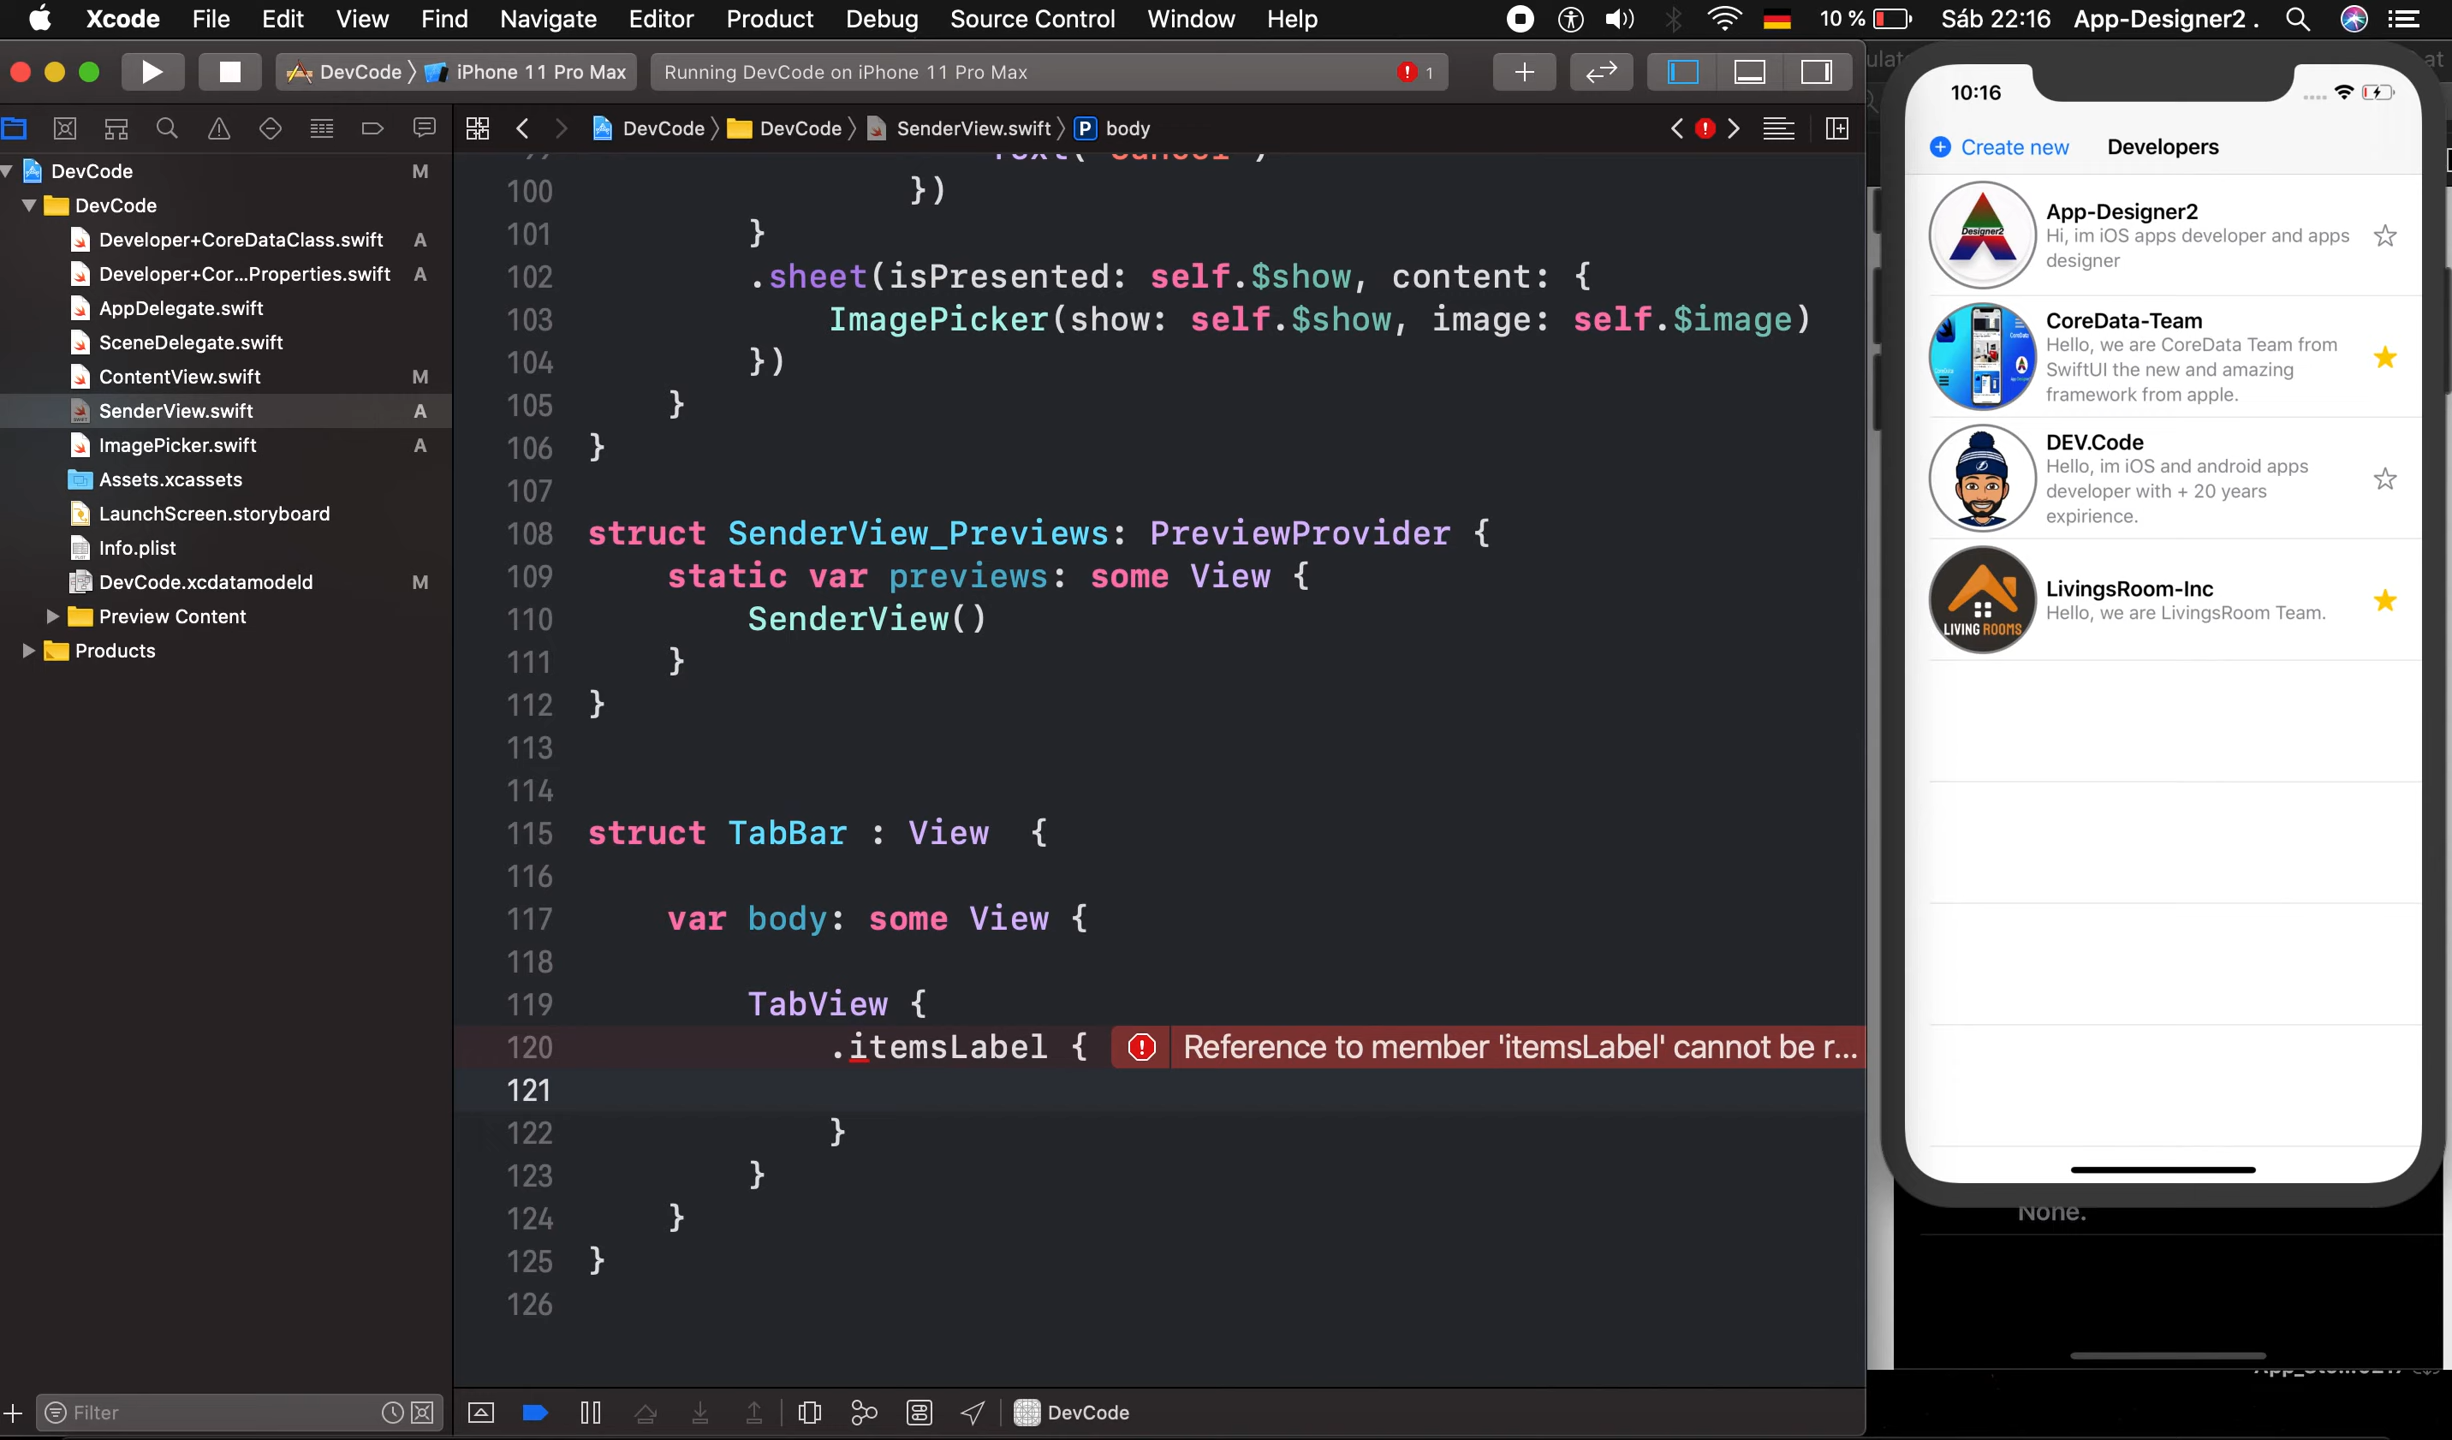 Xcode File Edit View Find Navigate Editor Product Debug Source Control Window Help 10 % Sáb 22:16 App-Designer2 .
DevCode 〉 iPhone 11 Pro Max
Running DevCode on iPhone 11 Pro Max 1
DevCode 〉 DevCode 〉 SenderView.swift 〉 P body
DevCode M
DevCode
Developer+CoreDataClass.swift A
Developer+Cor...Properties.swift A
AppDelegate.swift
SceneDelegate.swift
ContentView.swift M
SenderView.swift A
ImagePicker.swift A
Assets.xcassets
LaunchScreen.storyboard
Info.plist
DevCode.xcdatamodeld M
Preview Content
Products
Filter
100 })
101 }
102 .sheet(isPresented: self.$show, content: {
103 ImagePicker(show: self.$show, image: self.$image)
104 })
105 }
106 }
107
108 struct SenderView_Previews: PreviewProvider {
109 static var previews: some View {
110 SenderView()
111 }
112 }
113
114
115 struct TabBar : View  {
116
117 var body: some View {
118
119 TabView {
120 .itemsLabel { Reference to member 'itemsLabel' cannot be r...
121
122 }
123 }
124 }
125 }
126
DevCode
10:16
Create new Developers
Designer2
App-Designer2
Hi, im iOS apps developer and apps
designer
CoreData-Team
Hello, we are CoreData Team from
SwiftUI the new and amazing
framework from apple.
DEV.Code
Hello, im iOS and android apps
developer with + 20 years
expirience.
LIVING ROOMS
LivingsRoom-Inc
Hello, we are LivingsRoom Team.
None.